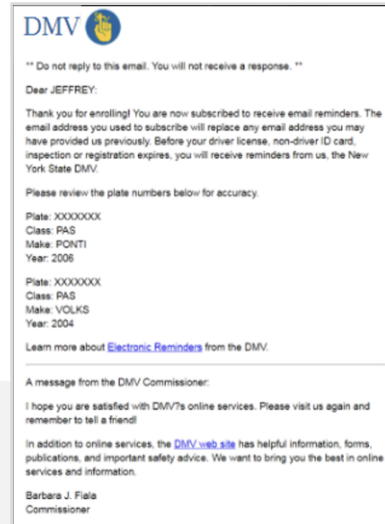 DMV
** Do not reply to this email. You will not receive a response. **
Dear JEFFREY:
Thank you for enrolling! You are now subscribed to receive email reminders. The
email address you used to subscribe will replace any email address you may
have provided us previously. Before your driver license, non-driver ID card,
inspection or registration expires, you will receive reminders from us, the New
York State DMV.
Please review the plate numbers below for accuracy.
Plate: XXXXXXX
Class: PAS
Make: PONTI
Year: 2006
Plate: XXXXXXX
Class: PAS
Make: VOLKS
Year: 2004
Learn more about Electronic Reminders from the DMV.
A message from the DMV Commissioner:
I hope you are satisfied with DMV?s online services. Please visit us again and
remember to tell a friend!
In addition to online services, the DMV web site has helpful information, forms,
publications, and important safety advice. We want to bring you the best in online
services and information.
Barbara J. Fiala
Commissioner